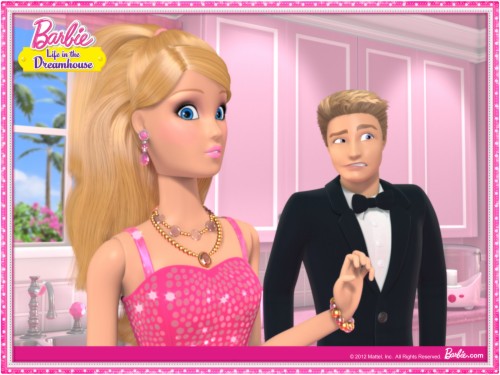 Barbie
Life in the
Dreamhouse
© 2012 Mattel, Inc. All Rights Reserved. Barbie.com